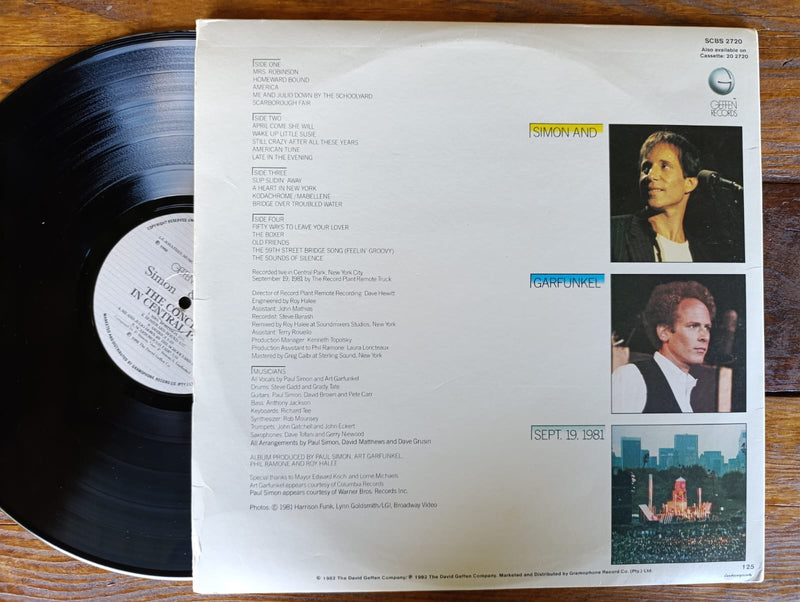 SCBS 2720
Also available on
Cassette: 20 2720
GEFFEN
RECORDS
SIDE ONE
MRS. ROBINSON
HOMEWARD BOUND
AMERICA
ME AND JULIO DOWN BY THE SCHOOLYARD
SCARBOROUGH FAIR
SIDE TWO
APRIL COME SHE WILL
WAKE UP LITTLE SUSIE
STILL CRAZY AFTER ALL THESE YEARS
AMERICAN TUNE
LATE IN THE EVENING
SIDE THREE
SLIP SLIDIN' AWAY
A HEART IN NEW YORK
KODACHROME/MABELLENE
BRIDGE OVER TROUBLED WATER
SIDE FOUR
FIFTY WAYS TO LEAVE YOUR LOVER
THE BOXER
OLD FRIENDS
THE 59TH STREET BRIDGE SONG (FEELIN' GROOVY)
THE SOUNDS OF SILENCE
Recorded live in Central Park, New York City
September 19, 1981 by The Record Plant Remote Truck
Director of Record Plant Remote Recording: Dave Hewitt
Engineered by Roy Halee
Assistant: John Mathias
Recordist: Steve Barash
Remixed by Roy Halee at Soundmixers Studios, New York
Assistant: Terry Rosiello
Production Manager: Kenneth Topolsky
Production Assistant to Phil Ramone: Laura Loncteaux
Mastered by Greg Calbi at Sterling Sound, New York
MUSICIANS
All Vocals by Paul Simon and Art Garfunkel
Drums: Steve Gadd and Grady Tate
Guitars: Paul Simon, David Brown and Pete Carr
Bass: Anthony Jackson
Keyboards: Richard Tee
Synthesizer: Rob Mounsey
Trumpets: John Gatchell and John Eckert
Saxophones: Dave Tofani and Gerry Niewood
All Arrangements by Paul Simon, David Matthews and Dave Grusin
ALBUM PRODUCED BY PAUL SIMON, ART GARFUNKEL,
PHIL RAMONE AND ROY HALEE
Special thanks to Mayor Edward Koch and Lorne Michaels
Art Garfunkel appears courtesy of Columbia Records
Paul Simon appears courtesy of Warner Bros. Records Inc.
Photos: © 1981 Harrison Funk, Lynn Goldsmith/LGI, Broadway Video
SIMON AND
GARFUNKEL
SEPT. 19, 1981
125
© 1982 The David Geffen Company/ ℗ 1982 The David Geffen Company. Marketed and Distributed by Gramophone Record Co. (Pty.) Ltd.
GEFFEN
Simon
THE CONCE
IN CENTRAL P